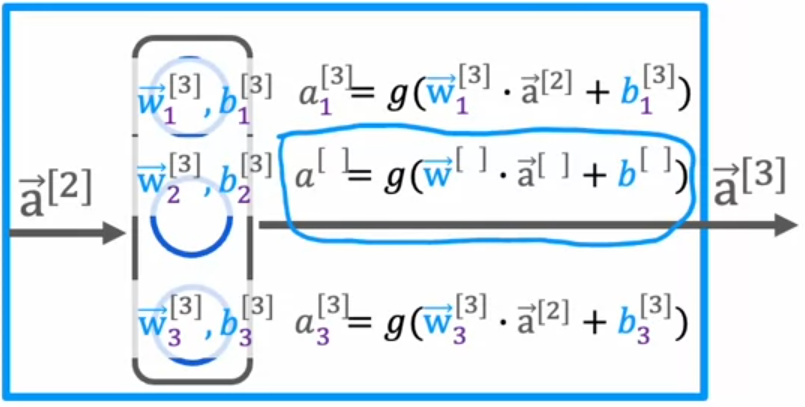 w⃗₁^[3], b₁^[3] a₁^[3] = g(w⃗₁^[3] · a⃗^[2] + b₁^[3])
w⃗₂^[3], b₂^[3] a^[ ] = g(w⃗^[ ] · a⃗^[ ] + b^[ ])
a⃗^[2]
a⃗^[3]
w⃗₃^[3], b₃^[3] a₃^[3] = g(w⃗₃^[3] · a⃗^[2] + b₃^[3])